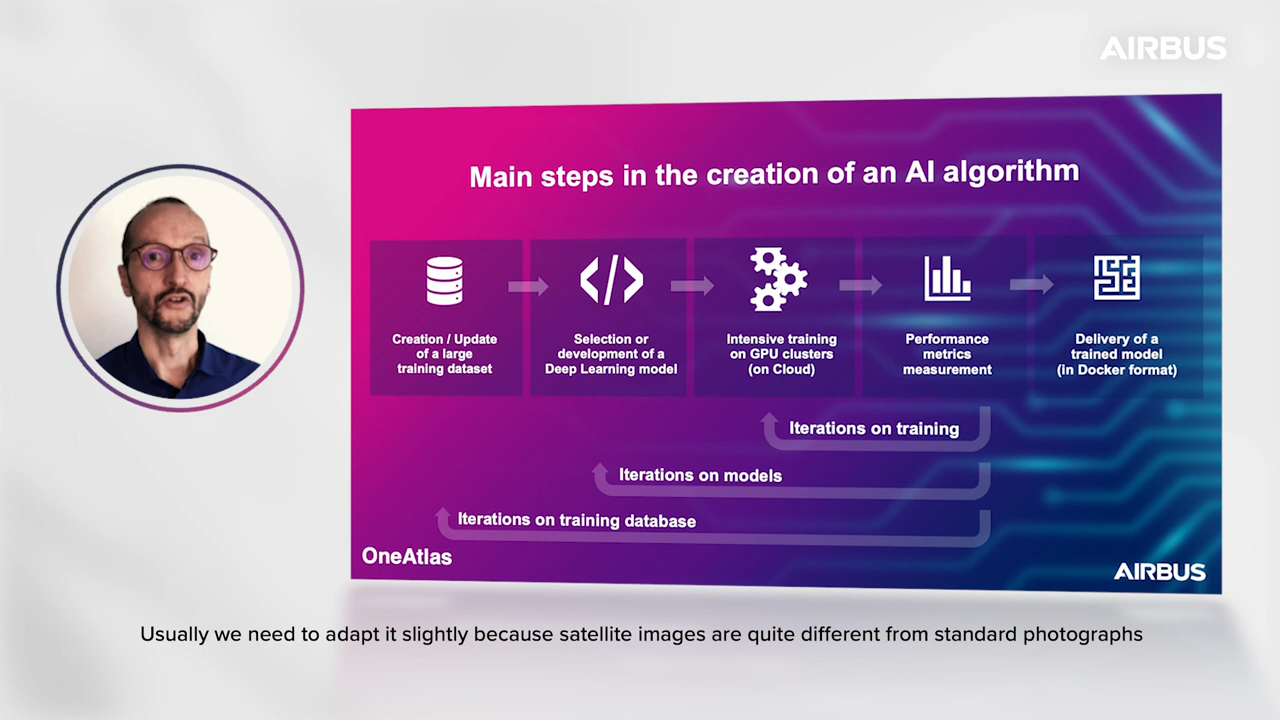 AIRBUS
Main steps in the creation of an AI algorithm
Creation / Update
of a large
training dataset
Selection or
development of a
Deep Learning model
Intensive training
on GPU clusters
(on Cloud)
Performance
metrics
measurement
Delivery of a
trained model
(in Docker format)
Iterations on training
Iterations on models
Iterations on training database
OneAtlas
AIRBUS
Usually we need to adapt it slightly because satellite images are quite different from standard photographs